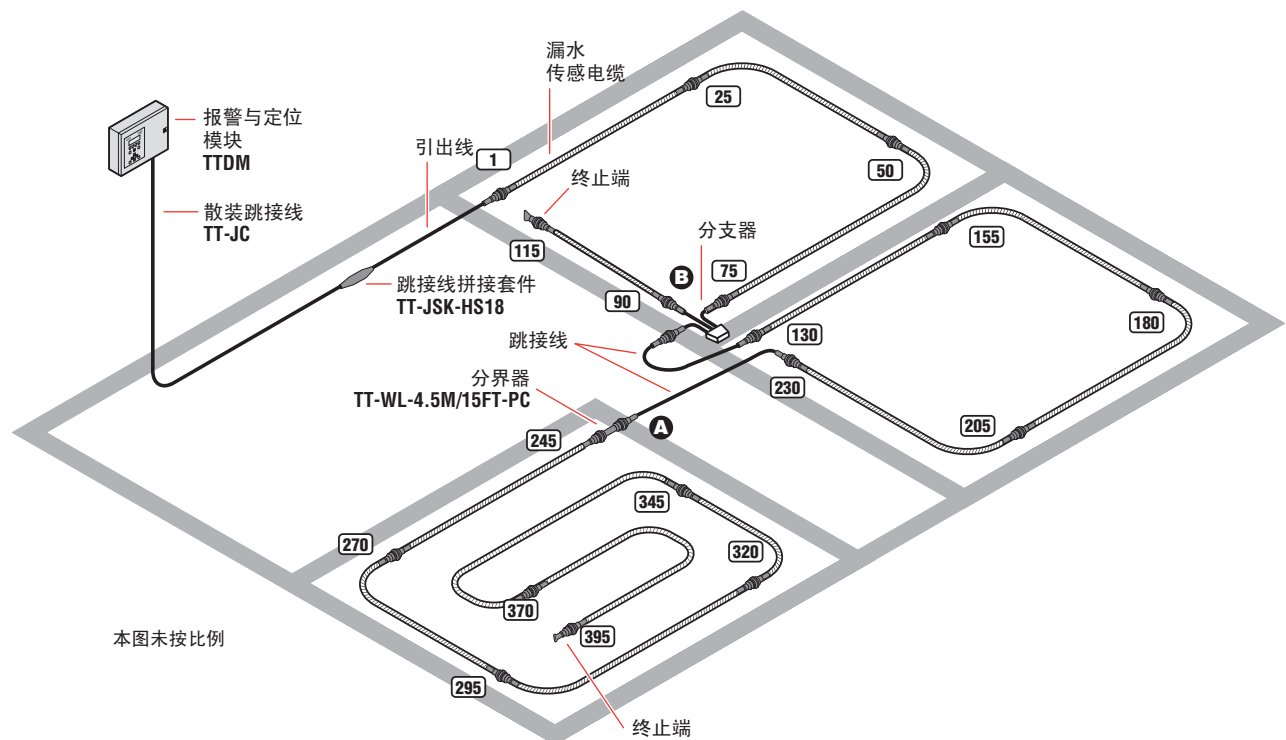 漏水
传感电缆
25
报警与定位
模块
TTDM
引出线
1
50
终止端
散装跳接线
TT-JC
分支器
155
115
B
75
跳接线拼接套件
TT-JSK-HS18
90
180
跳接线
130
分界器
TT-WL-4.5M/15FT-PC
230
A
205
245
345
270
320
370
395
本图未按比例
295
终止端